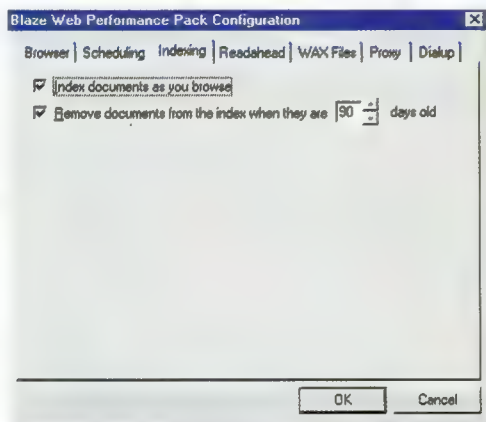 Blaze Web Performance Pack Configuration
Browser Scheduling Indexing Readahead WAX Files Proxy Dialup
Index documents as you browse
Remove documents from the index when they are 90 days old
OK Cancel